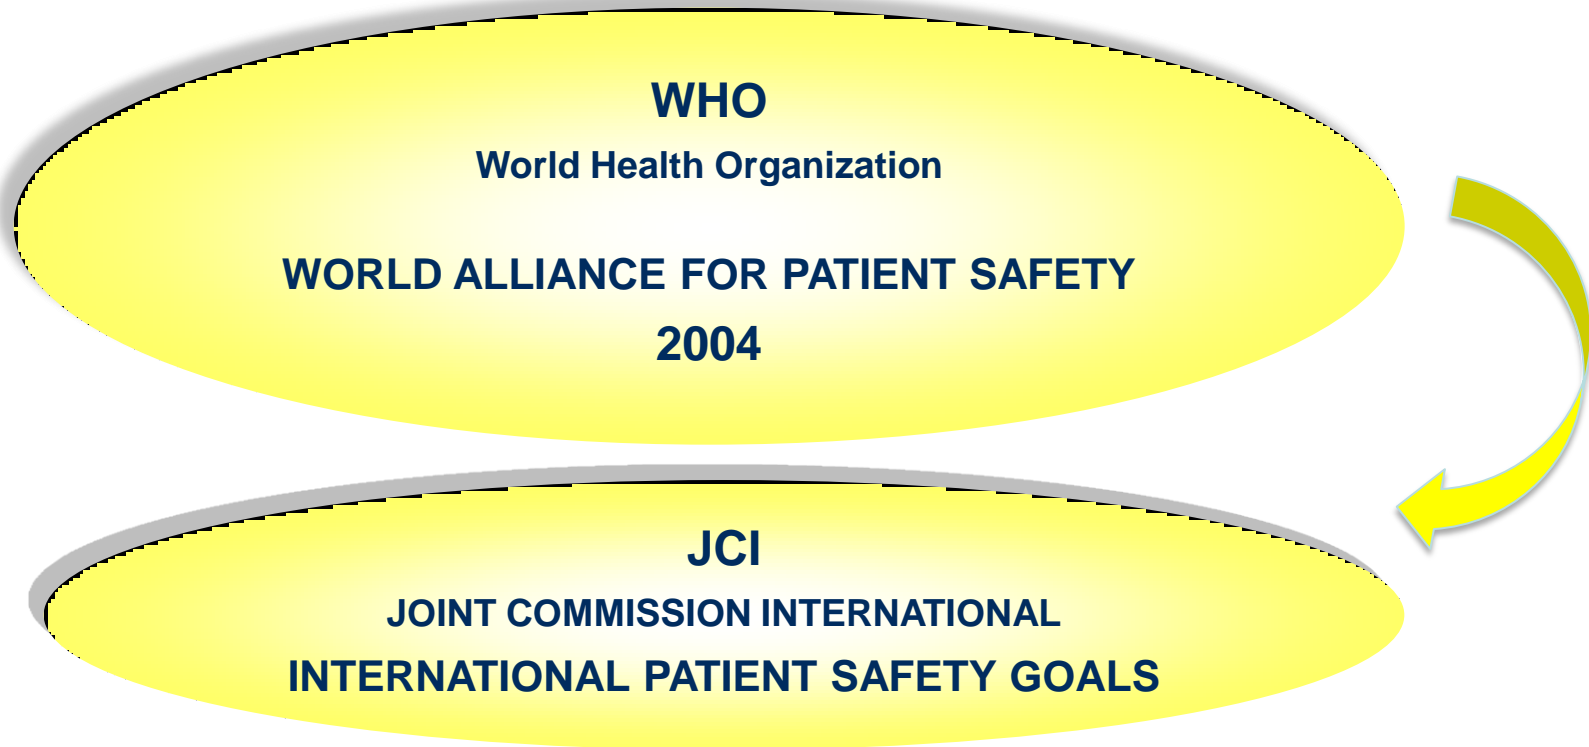 WHO
World Health Organization
WORLD ALLIANCE FOR PATIENT SAFETY
2004
JCI
JOINT COMMISSION INTERNATIONAL
INTERNATIONAL PATIENT SAFETY GOALS